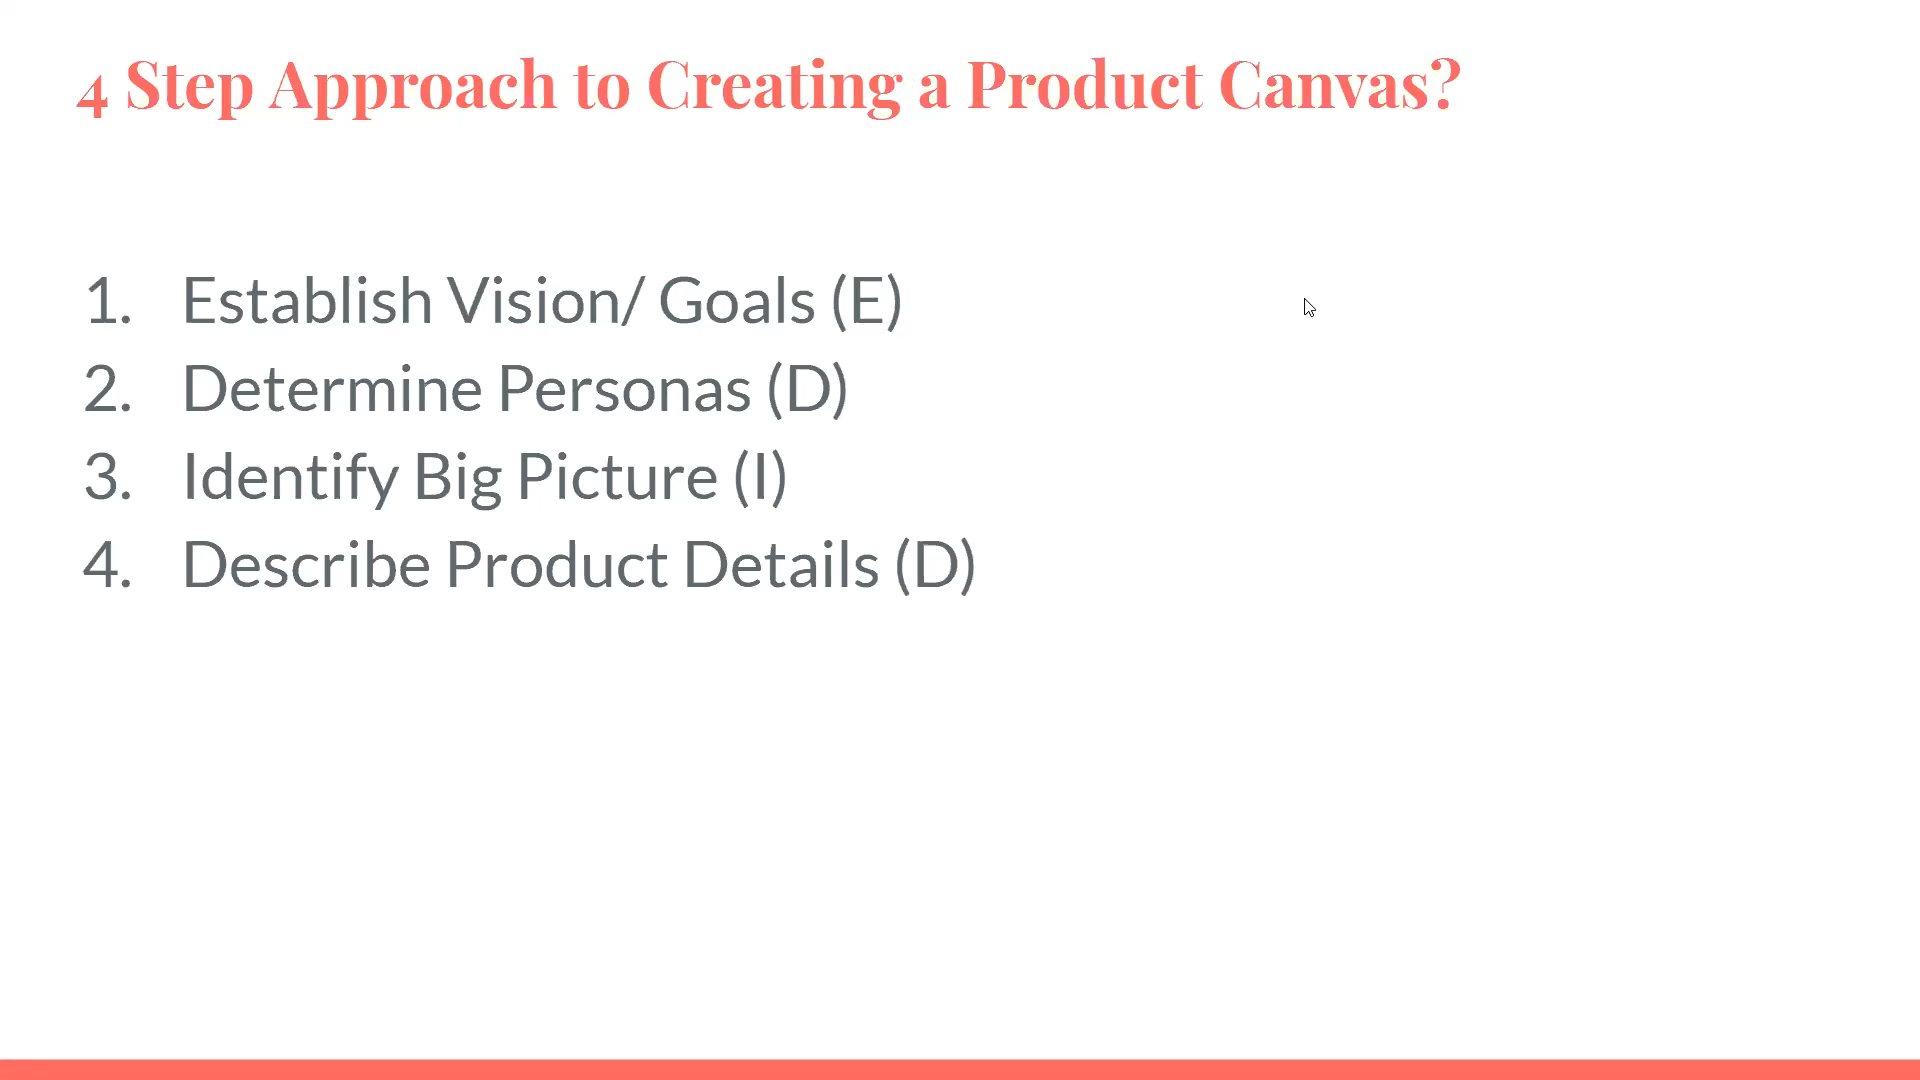 4 Step Approach to Creating a Product Canvas?
1. Establish Vision/ Goals (E)
2. Determine Personas (D)
3. Identify Big Picture (I)
4. Describe Product Details (D)